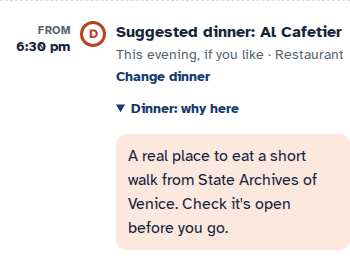 FROM
6:30 pm
D
Suggested dinner: AL Cafetier
This evening, if you like · Restaurant
Change dinner
▼ Dinner: why here
A real place to eat a short
walk from State Archives of
Venice. Check it's open
before you go.